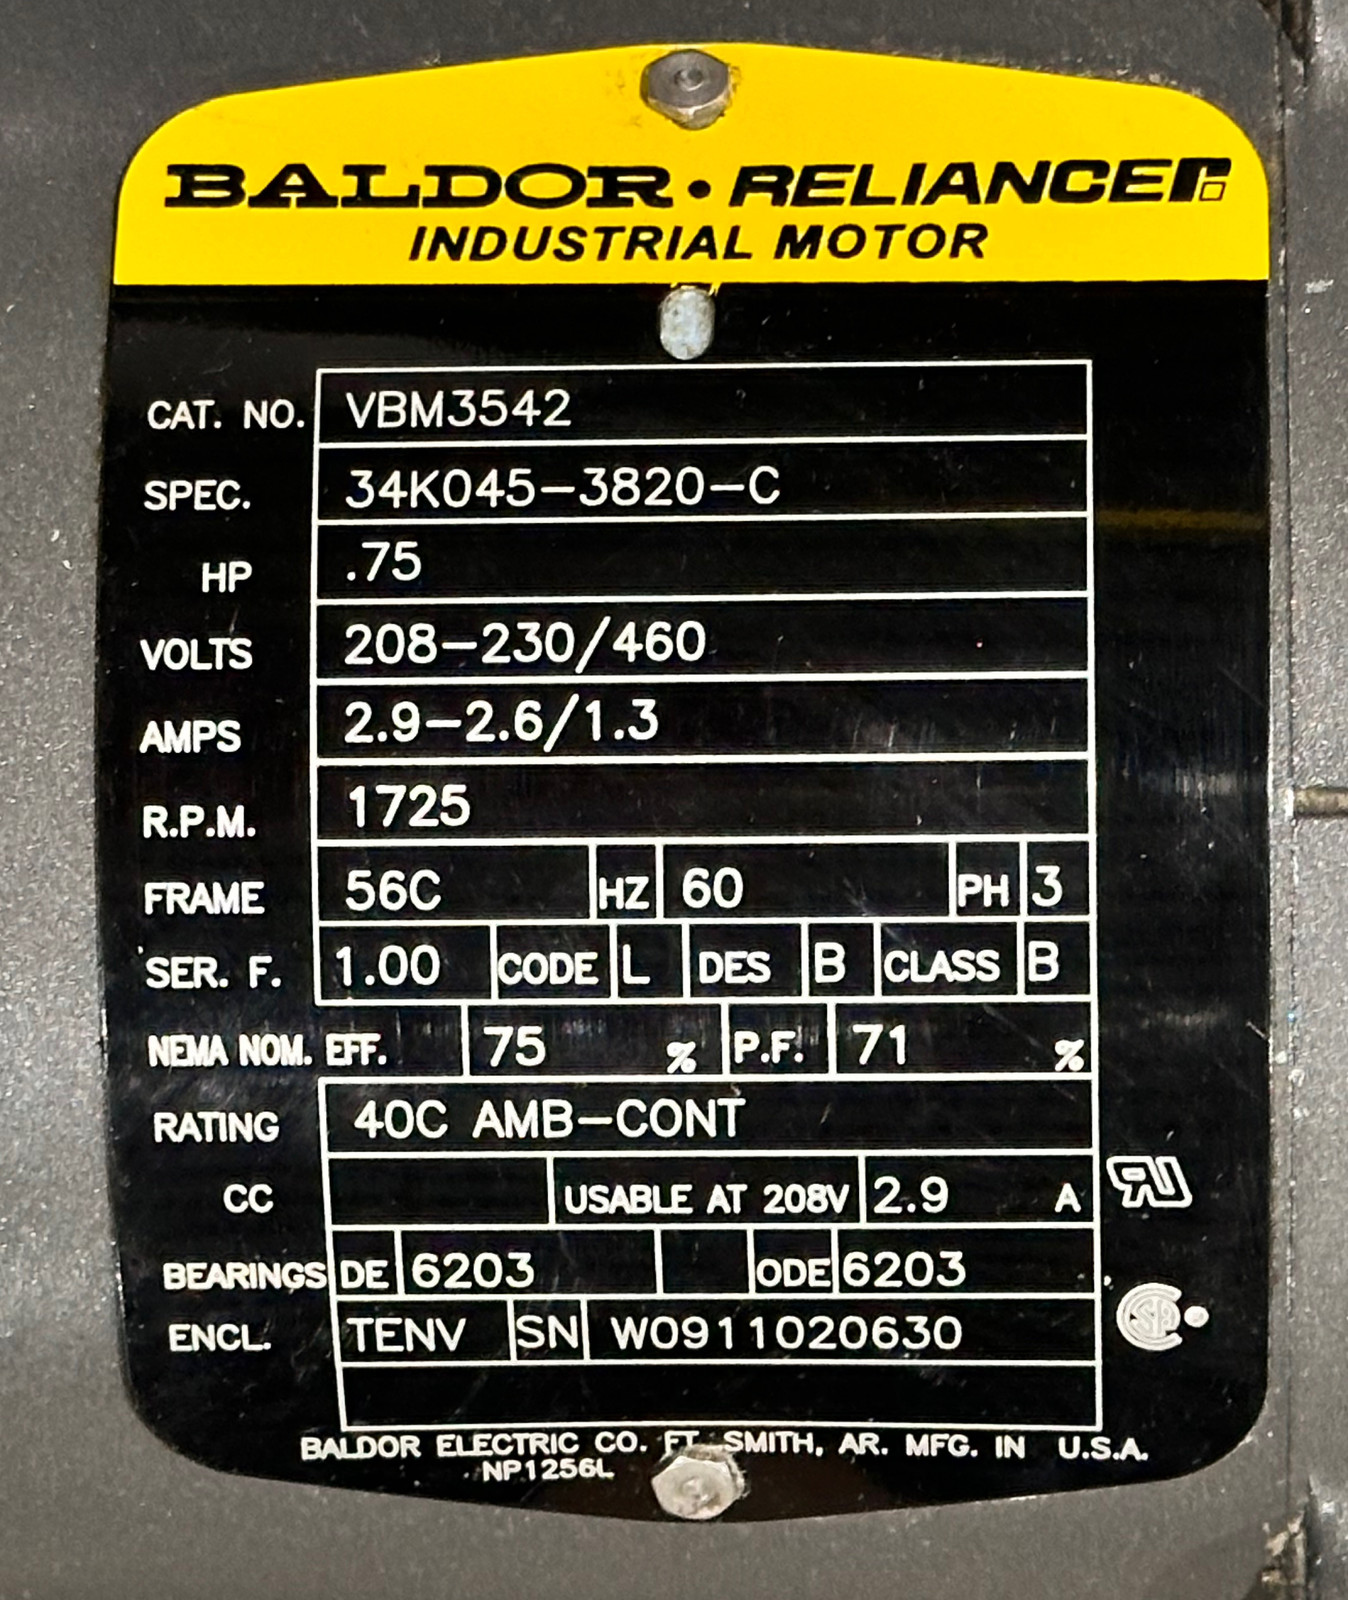 BALDOR • RELIANCE
INDUSTRIAL MOTOR
CAT. NO. VBM3542
SPEC. 34K045-3820-C
HP .75
VOLTS 208-230/460
AMPS 2.9-2.6/1.3
R.P.M. 1725
FRAME 56C HZ 60 PH 3
SER. F. 1.00 CODE L DES B CLASS B
NEMA NOM. EFF. 75 % P.F. 71 %
RATING 40C AMB-CONT
CC USABLE AT 208V 2.9 A
BEARINGS DE 6203 ODE 6203
ENCL. TENV SN W0911020630
BALDOR ELECTRIC CO. FT. SMITH, AR. MFG. IN U.S.A.
NP1256L